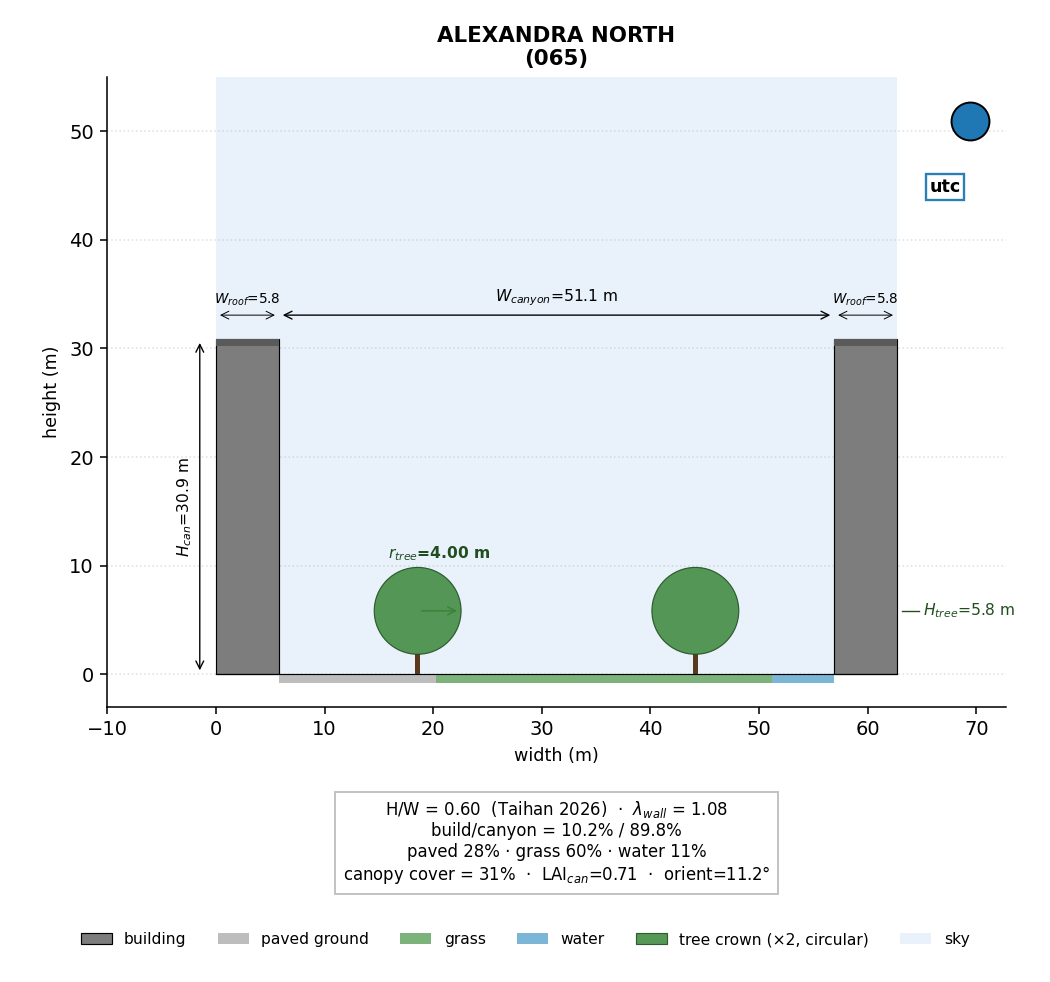 ALEXANDRA NORTH
(065)
utc
W_roof=5.8
W_canyon=51.1 m
W_roof=5.8
H_can=30.9 m
r_tree=4.00 m
H_tree=5.8 m
50
40
30
20
10
0
height (m)
−10 0 10 20 30 40 50 60 70
width (m)
H/W = 0.60 (Taihan 2026) · λ_wall = 1.08
build/canyon = 10.2% / 89.8%
paved 28% · grass 60% · water 11%
canopy cover = 31% · LAI_can=0.71 · orient=11.2°
building paved ground grass water tree crown (×2, circular) sky